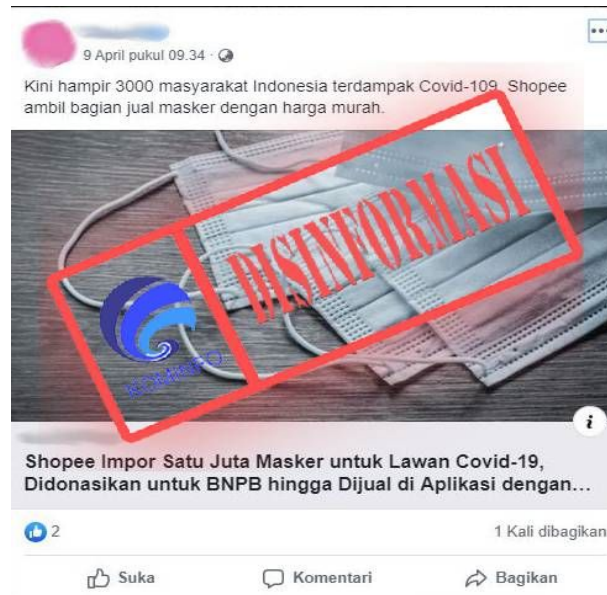 9 April pukul 09.34 ·
Kini hampir 3000 masyarakat Indonesia terdampak Covid-109, Shopee
ambil bagian jual masker dengan harga murah.
DISINFORMASI
KOMINFO
i
Shopee Impor Satu Juta Masker untuk Lawan Covid-19,
Didonasikan untuk BNPB hingga Dijual di Aplikasi dengan...
2
1 Kali dibagikan
Suka
Komentari
Bagikan